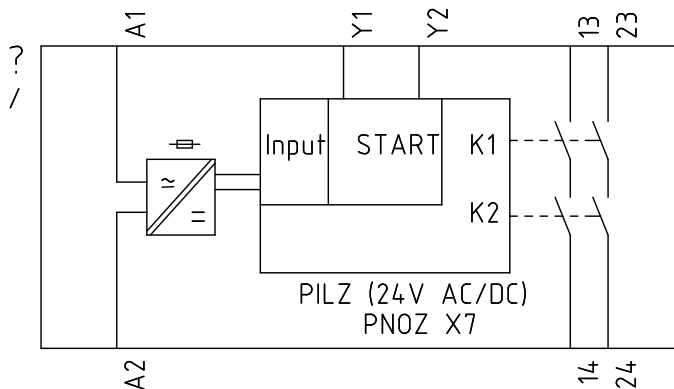 A1 Y1 Y2 13 23
?
/
Input START K1
K2
PILZ (24V AC/DC)
PNOZ X7
A2 14 24